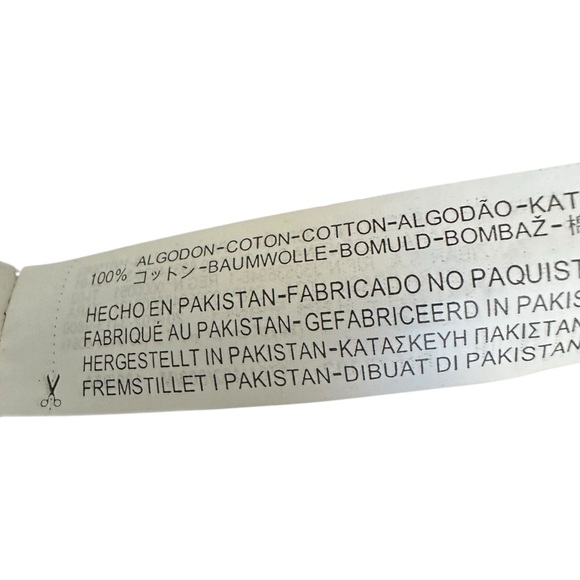 ALGODON-COTON-COTTON-ALGODÃO-KAT
100% コットン-BAUMWOLLE-BOMULD-BOMBAŽ-棉
HECHO EN PAKISTAN-FABRICADO NO PAQUIST
FABRIQUÉ AU PAKISTAN-GEFABRICEERD IN PAKIS
HERGESTELLT IN PAKISTAN-ΚΑΤΑΣΚΕΥΗ ΠΑΚΙΣΤΑΝ
FREMSTILLET I PAKISTAN-DIBUAT DI PAKISTAN